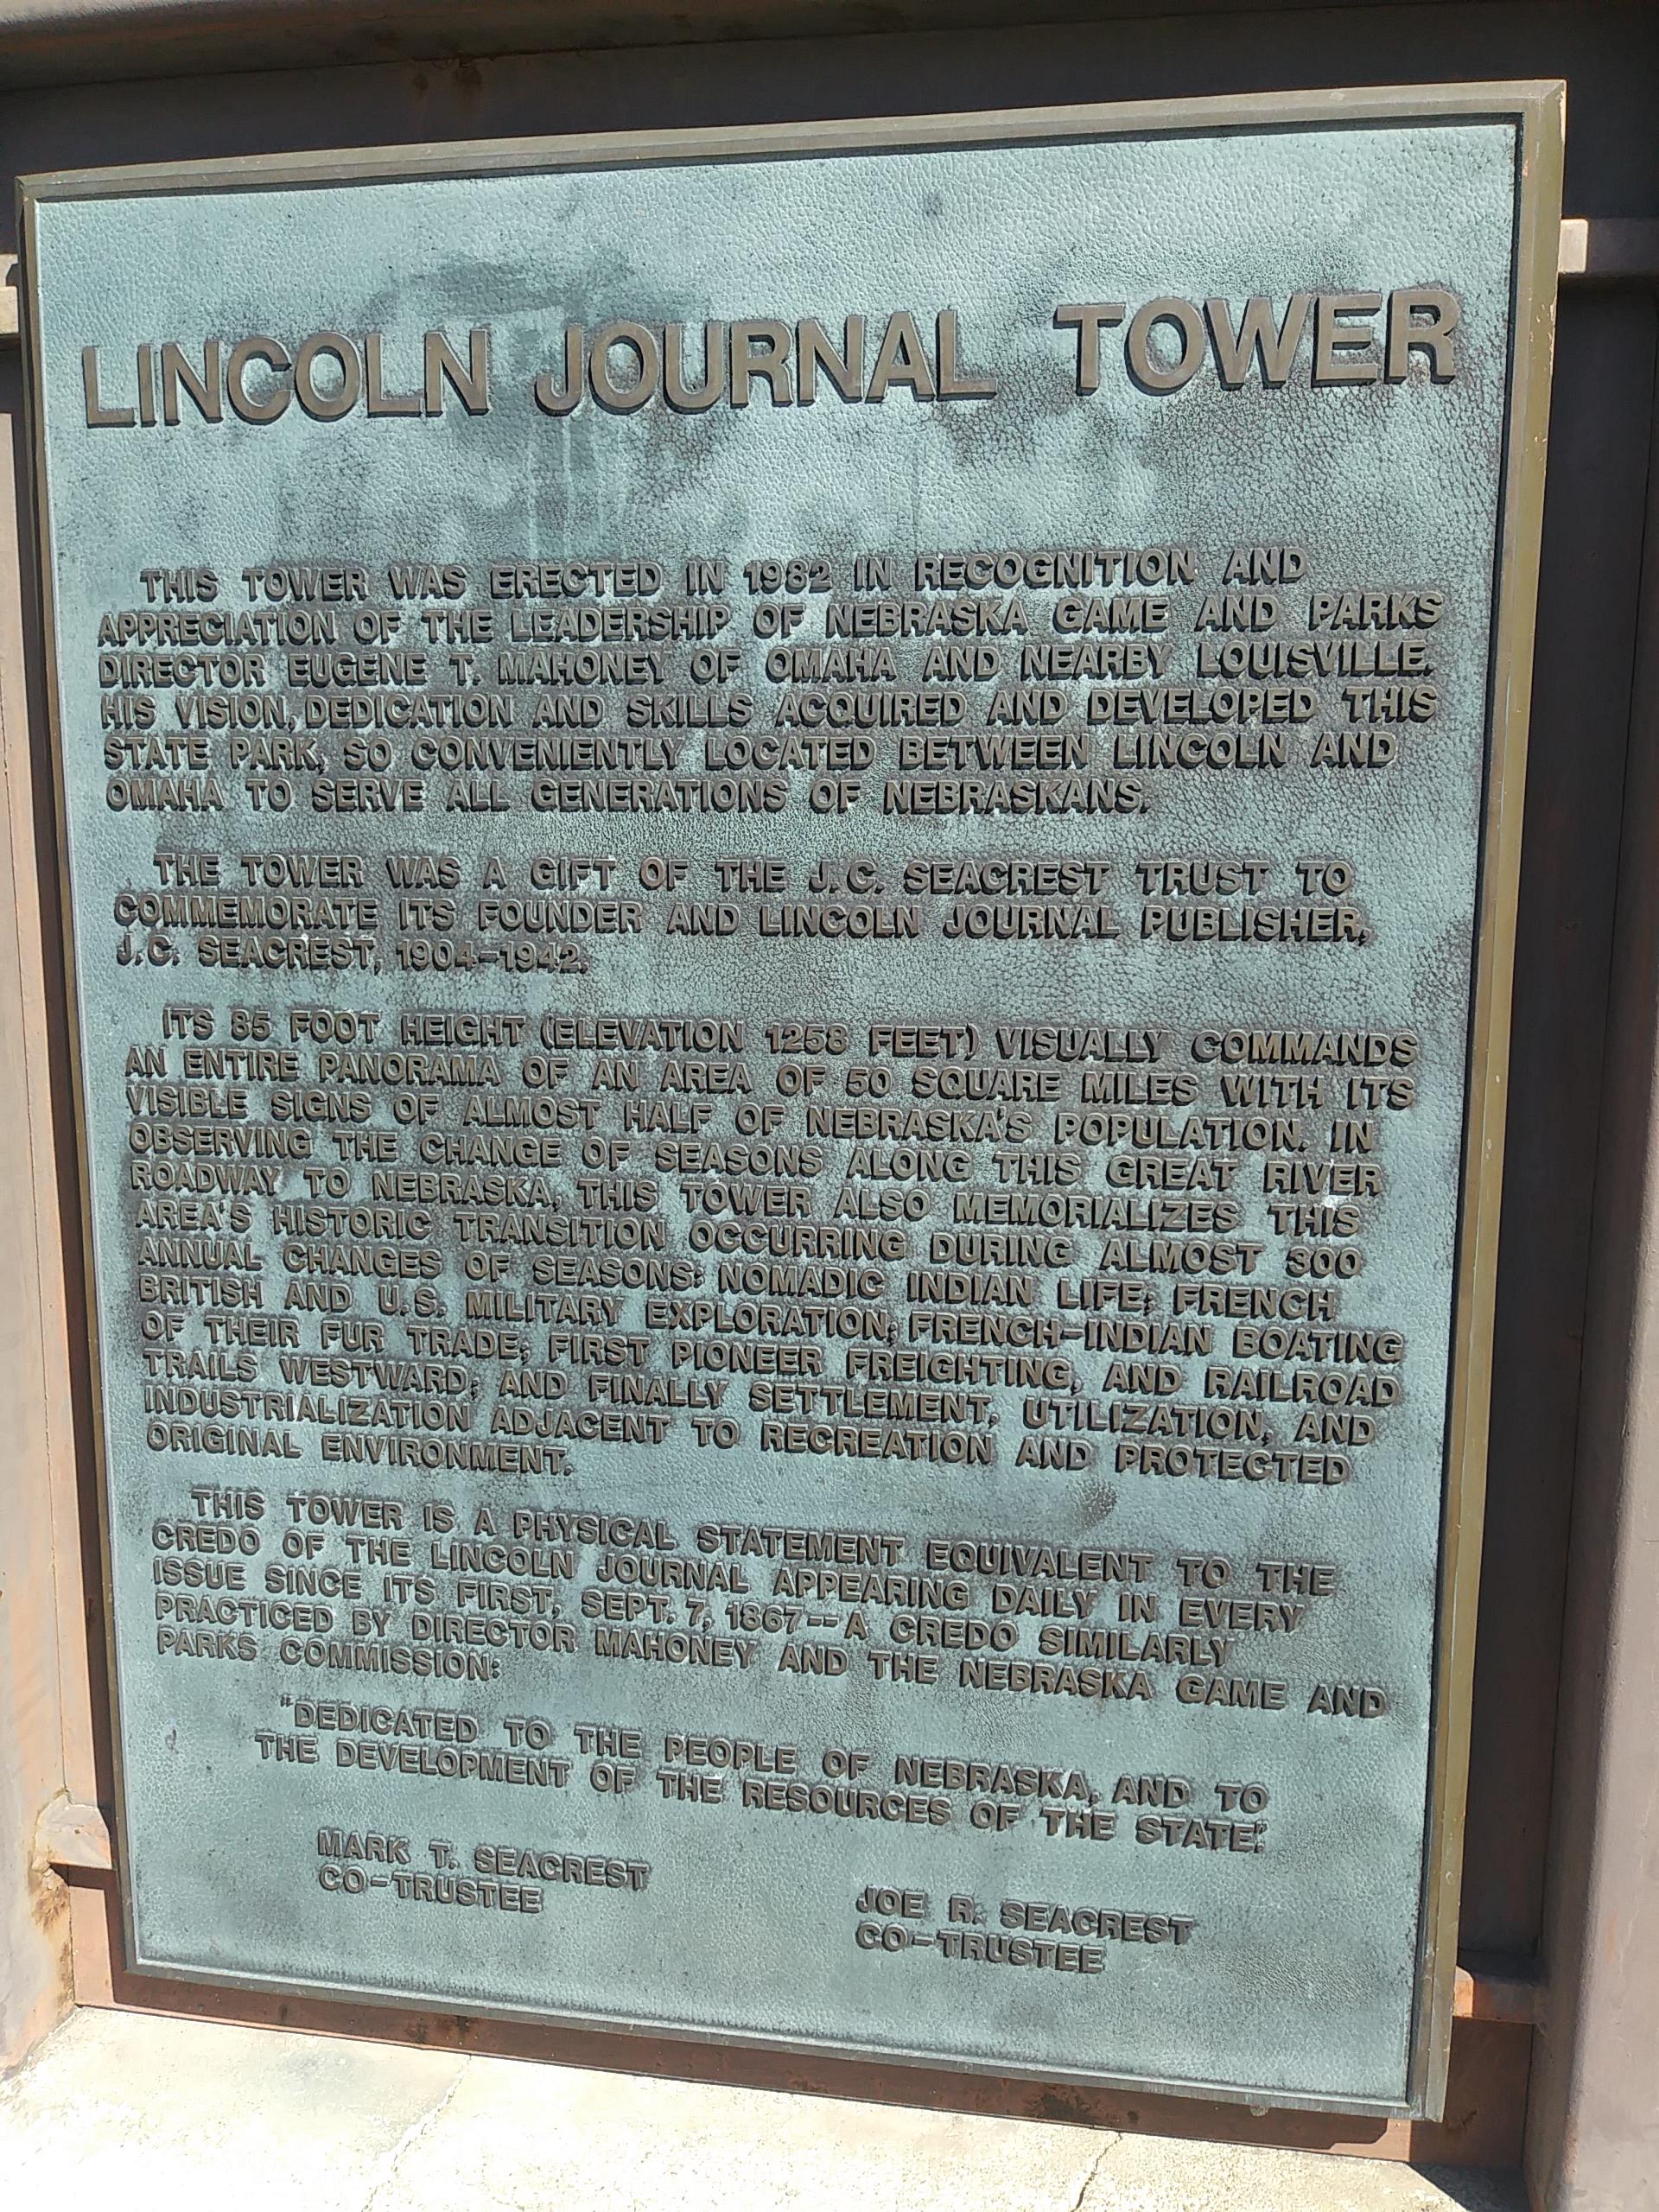 LINCOLN JOURNAL TOWER
THIS TOWER WAS ERECTED IN 1982 IN RECOGNITION AND
APPRECIATION OF THE LEADERSHIP OF NEBRASKA GAME AND PARKS
DIRECTOR EUGENE T. MAHONEY OF OMAHA AND NEARBY LOUISVILLE.
HIS VISION, DEDICATION AND SKILLS ACQUIRED AND DEVELOPED THIS
STATE PARK, SO CONVENIENTLY LOCATED BETWEEN LINCOLN AND
OMAHA TO SERVE ALL GENERATIONS OF NEBRASKANS.
THE TOWER WAS A GIFT OF THE J.C. SEACREST TRUST TO
COMMEMORATE ITS FOUNDER AND LINCOLN JOURNAL PUBLISHER,
J.C. SEACREST, 1904-1942.
ITS 85 FOOT HEIGHT (ELEVATION 1258 FEET) VISUALLY COMMANDS
AN ENTIRE PANORAMA OF AN AREA OF 50 SQUARE MILES WITH ITS
VISIBLE SIGNS OF ALMOST HALF OF NEBRASKA'S POPULATION. IN
OBSERVING THE CHANGE OF SEASONS ALONG THIS GREAT RIVER
ROADWAY TO NEBRASKA, THIS TOWER ALSO MEMORIALIZES THIS
AREA'S HISTORIC TRANSITION OCCURRING DURING ALMOST 300
ANNUAL CHANGES OF SEASONS: NOMADIC INDIAN LIFE; FRENCH
BRITISH AND U.S. MILITARY EXPLORATION; FRENCH-INDIAN BOATING
OF THEIR FUR TRADE; FIRST PIONEER FREIGHTING, AND RAILROAD
TRAILS WESTWARD; AND FINALLY SETTLEMENT, UTILIZATION, AND
INDUSTRIALIZATION ADJACENT TO RECREATION AND PROTECTED
ORIGINAL ENVIRONMENT.
THIS TOWER IS A PHYSICAL STATEMENT EQUIVALENT TO THE
CREDO OF THE LINCOLN JOURNAL APPEARING DAILY IN EVERY
ISSUE SINCE ITS FIRST, SEPT. 7, 1867-- A CREDO SIMILARLY
PRACTICED BY DIRECTOR MAHONEY AND THE NEBRASKA GAME AND
PARKS COMMISSION:
"DEDICATED TO THE PEOPLE OF NEBRASKA, AND TO
THE DEVELOPMENT OF THE RESOURCES OF THE STATE."
MARK T. SEACREST JOE R. SEACREST
CO-TRUSTEE CO-TRUSTEE